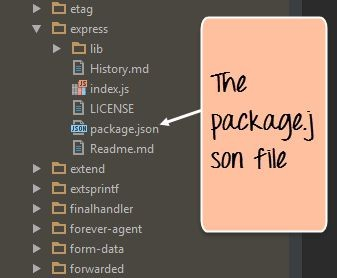 etag
express
lib
History.md
index.js
LICENSE
package.json
Readme.md
extend
extsprintf
finalhandler
forever-agent
form-data
forwarded
The
package.j
son file